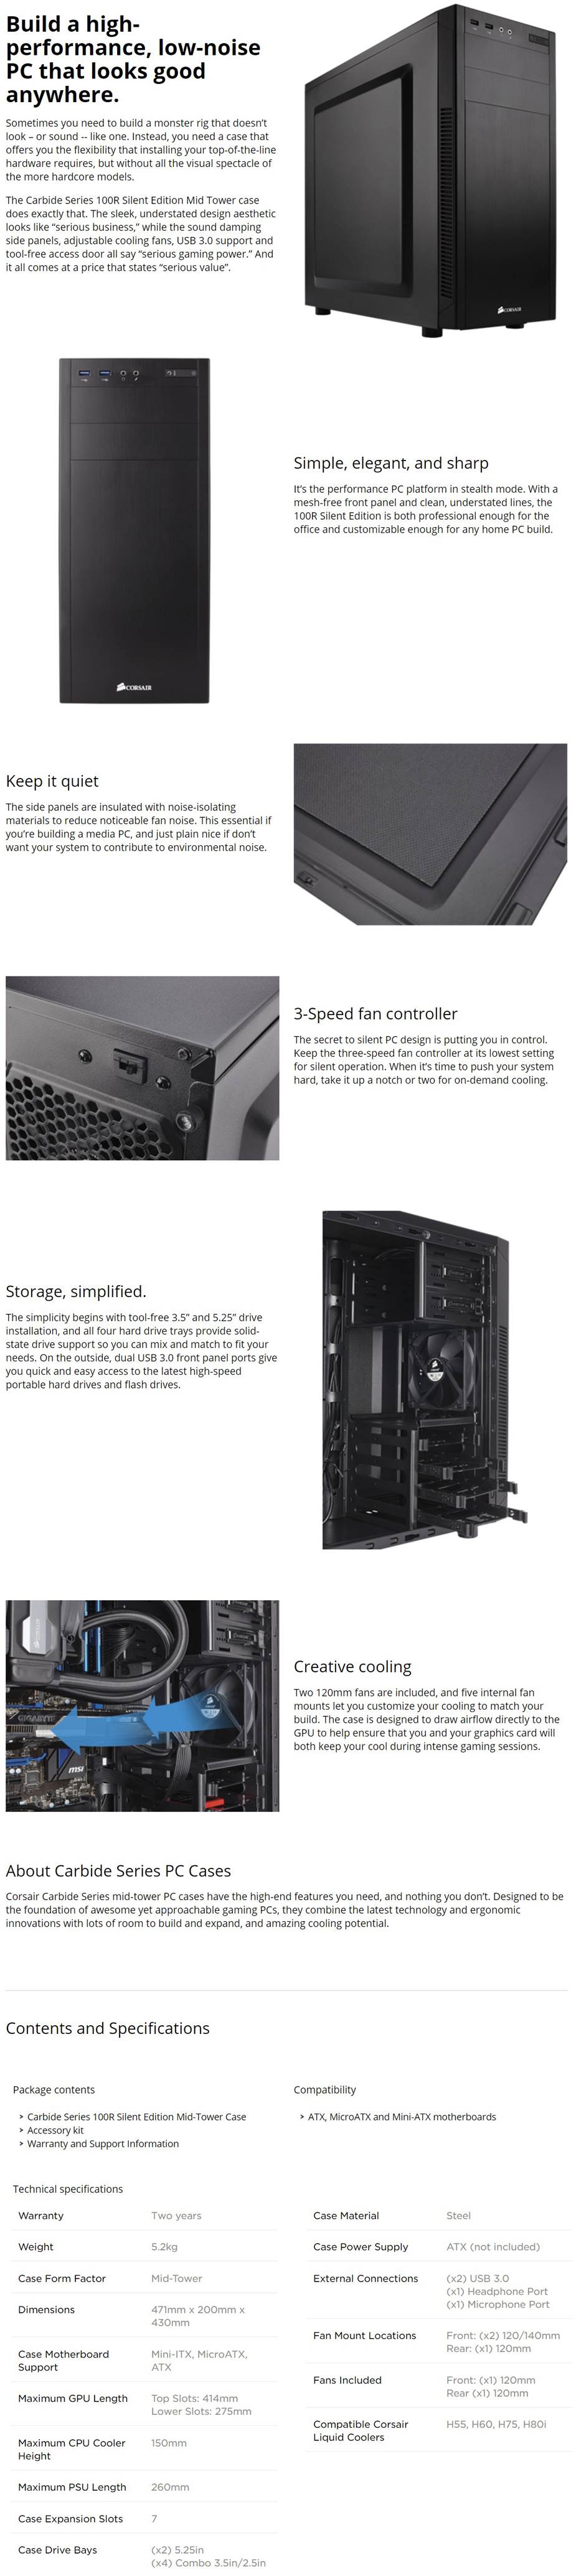 Build a high-
performance, low-noise
PC that looks good
anywhere.
Sometimes you need to build a monster rig that doesn't
look – or sound -- like one. Instead, you need a case that
offers you the flexibility that installing your top-of-the-line
hardware requires, but without all the visual spectacle of
the more hardcore models.
The Carbide Series 100R Silent Edition Mid Tower case
does exactly that. The sleek, understated design aesthetic
looks like “serious business,” while the sound damping
side panels, adjustable cooling fans, USB 3.0 support and
tool-free access door all say “serious gaming power.” And
it all comes at a price that states “serious value”.
CORSAIR
CORSAIR
Simple, elegant, and sharp
It's the performance PC platform in stealth mode. With a
mesh-free front panel and clean, understated lines, the
100R Silent Edition is both professional enough for the
office and customizable enough for any home PC build.
Keep it quiet
The side panels are insulated with noise-isolating
materials to reduce noticeable fan noise. This essential if
you're building a media PC, and just plain nice if don't
want your system to contribute to environmental noise.
3-Speed fan controller
The secret to silent PC design is putting you in control.
Keep the three-speed fan controller at its lowest setting
for silent operation. When it's time to push your system
hard, take it up a notch or two for on-demand cooling.
Storage, simplified.
The simplicity begins with tool-free 3.5” and 5.25” drive
installation, and all four hard drive trays provide solid-
state drive support so you can mix and match to fit your
needs. On the outside, dual USB 3.0 front panel ports give
you quick and easy access to the latest high-speed
portable hard drives and flash drives.
GIGABYTE
msi
Creative cooling
Two 120mm fans are included, and five internal fan
mounts let you customize your cooling to match your
build. The case is designed to draw airflow directly to the
GPU to help ensure that you and your graphics card will
both keep your cool during intense gaming sessions.
About Carbide Series PC Cases
Corsair Carbide Series mid-tower PC cases have the high-end features you need, and nothing you don't. Designed to be
the foundation of awesome yet approachable gaming PCs, they combine the latest technology and ergonomic
innovations with lots of room to build and expand, and amazing cooling potential.
Contents and Specifications
Package contents
> Carbide Series 100R Silent Edition Mid-Tower Case
> Accessory kit
> Warranty and Support Information
Compatibility
> ATX, MicroATX and Mini-ATX motherboards
Technical specifications
Warranty Two years
Weight 5.2kg
Case Form Factor Mid-Tower
Dimensions 471mm x 200mm x
430mm
Case Motherboard Mini-ITX, MicroATX,
Support ATX
Maximum GPU Length Top Slots: 414mm
Lower Slots: 275mm
Maximum CPU Cooler 150mm
Height
Maximum PSU Length 260mm
Case Expansion Slots 7
Case Drive Bays (x2) 5.25in
(x4) Combo 3.5in/2.5in
Case Material Steel
Case Power Supply ATX (not included)
External Connections (x2) USB 3.0
(x1) Headphone Port
(x1) Microphone Port
Fan Mount Locations Front: (x2) 120/140mm
Rear: (x1) 120mm
Fans Included Front: (x1) 120mm
Rear (x1) 120mm
Compatible Corsair H55, H60, H75, H80i
Liquid Coolers